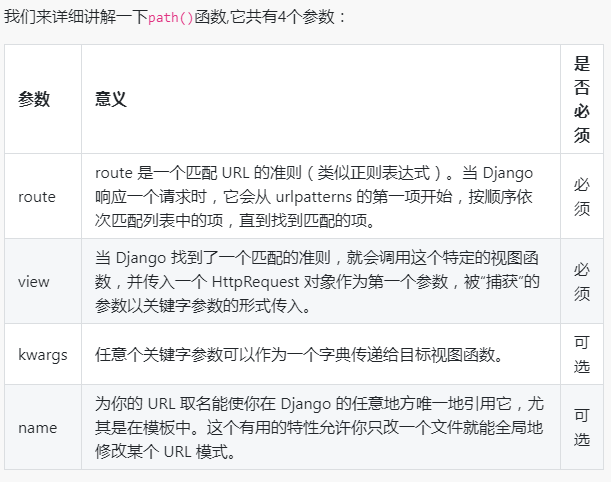 我们来详细讲解一下path()函数,它共有4个参数：
参数
意义
是
否
必
须
route
route 是一个匹配 URL 的准则（类似正则表达式）。当 Django
响应一个请求时，它会从 urlpatterns 的第一项开始，按顺序依
次匹配列表中的项，直到找到匹配的项。
必
须
view
当 Django 找到了一个匹配的准则，就会调用这个特定的视图函
数，并传入一个 HttpRequest 对象作为第一个参数，被“捕获”的
参数以关键字参数的形式传入。
必
须
kwargs
任意个关键字参数可以作为一个字典传递给目标视图函数。
可
选
name
为你的 URL 取名能使你在 Django 的任意地方唯一地引用它，尤
其是在模板中。这个有用的特性允许你只改一个文件就能全局地
修改某个 URL 模式。
可
选